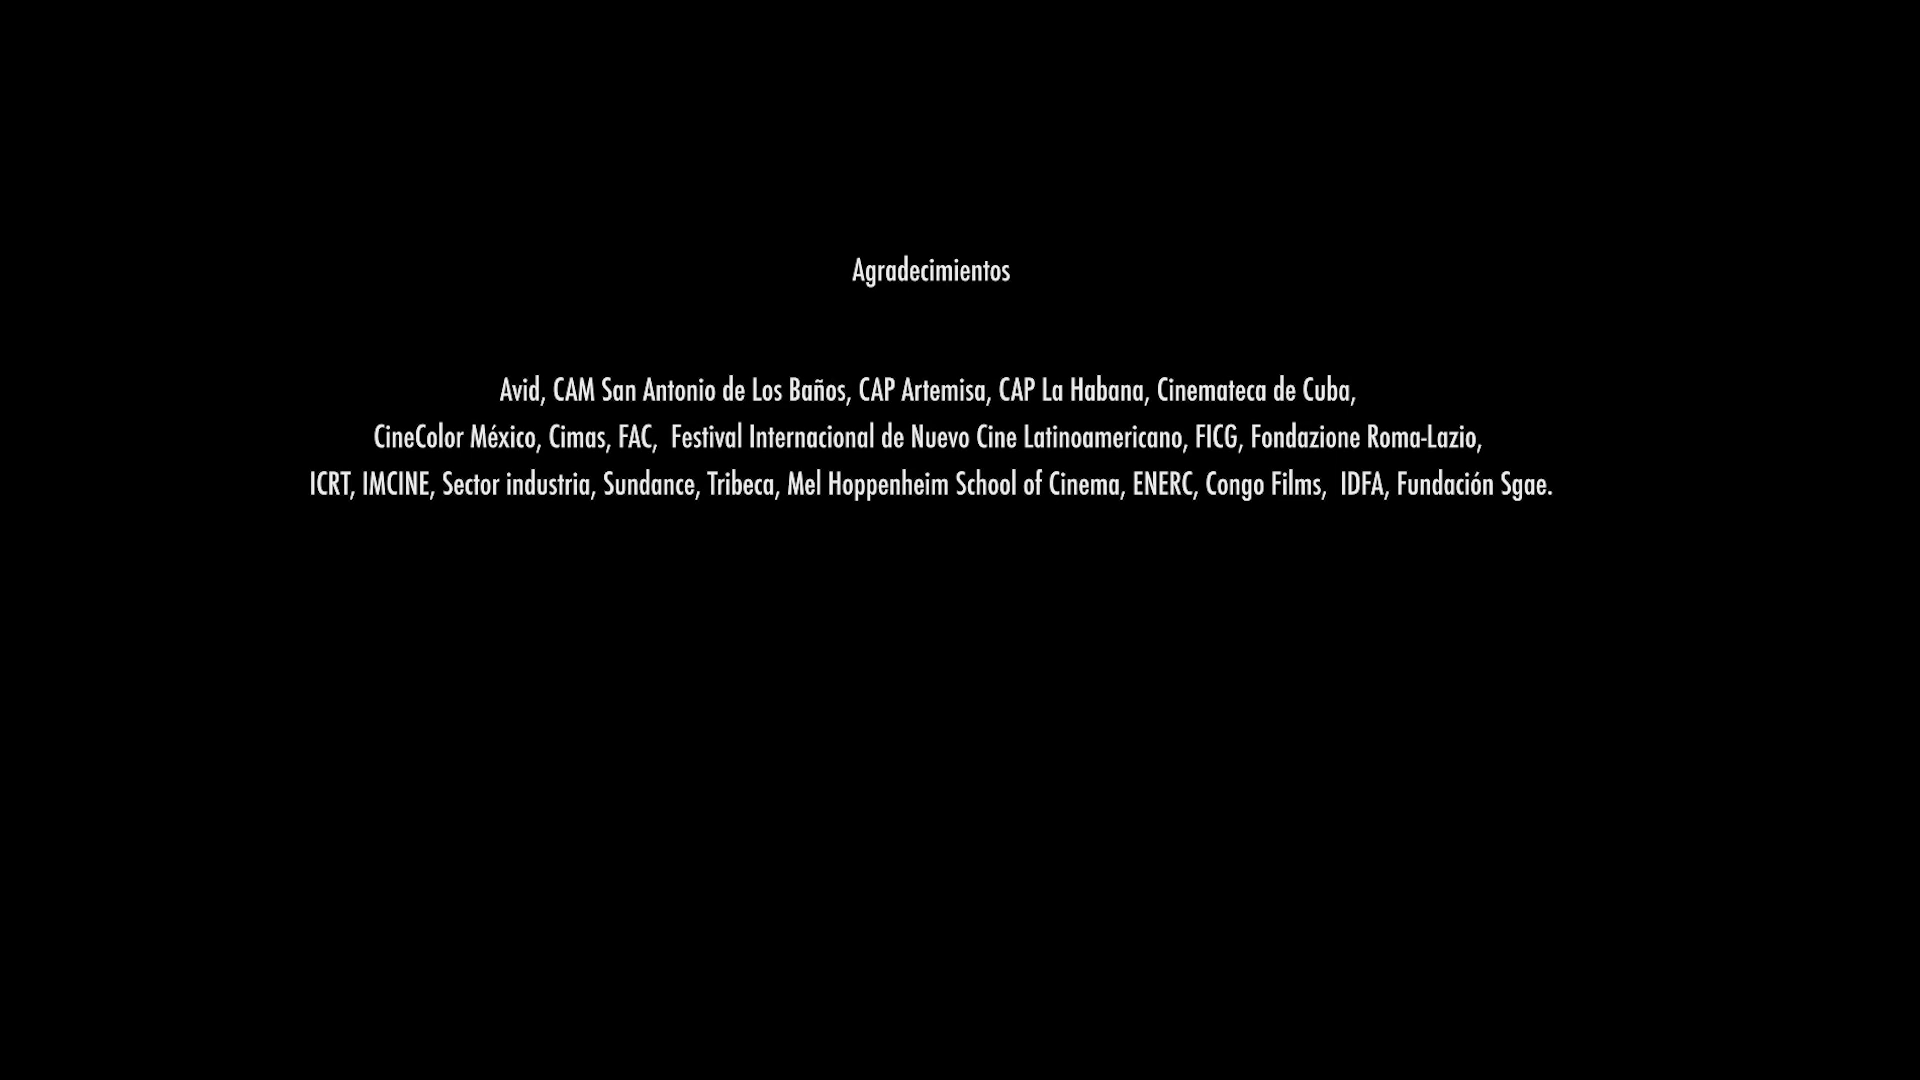 Agradecimientos
Avid, CAM San Antonio de Los Baños, CAP Artemisa, CAP La Habana, Cinemateca de Cuba,
CineColor México, Cimas, FAC,  Festival Internacional de Nuevo Cine Latinoamericano, FICG, Fondazione Roma-Lazio,
ICRT, IMCINE, Sector industria, Sundance, Tribeca, Mel Hoppenheim School of Cinema, ENERC, Congo Films,  IDFA, Fundación Sgae.